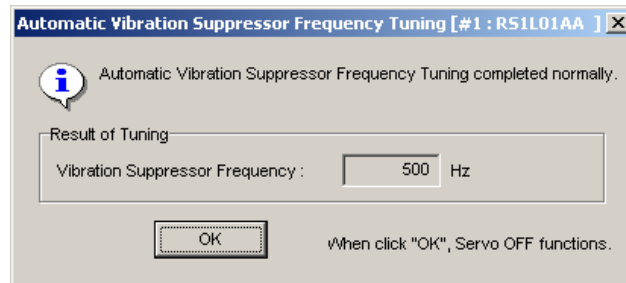 Automatic Vibration Suppressor Frequency Tuning [#1 : RS1L01AA ]
Automatic Vibration Suppressor Frequency Tuning completed normally.
Result of Tuning
Vibration Suppressor Frequency : 500 Hz
OK When click "OK", Servo OFF functions.